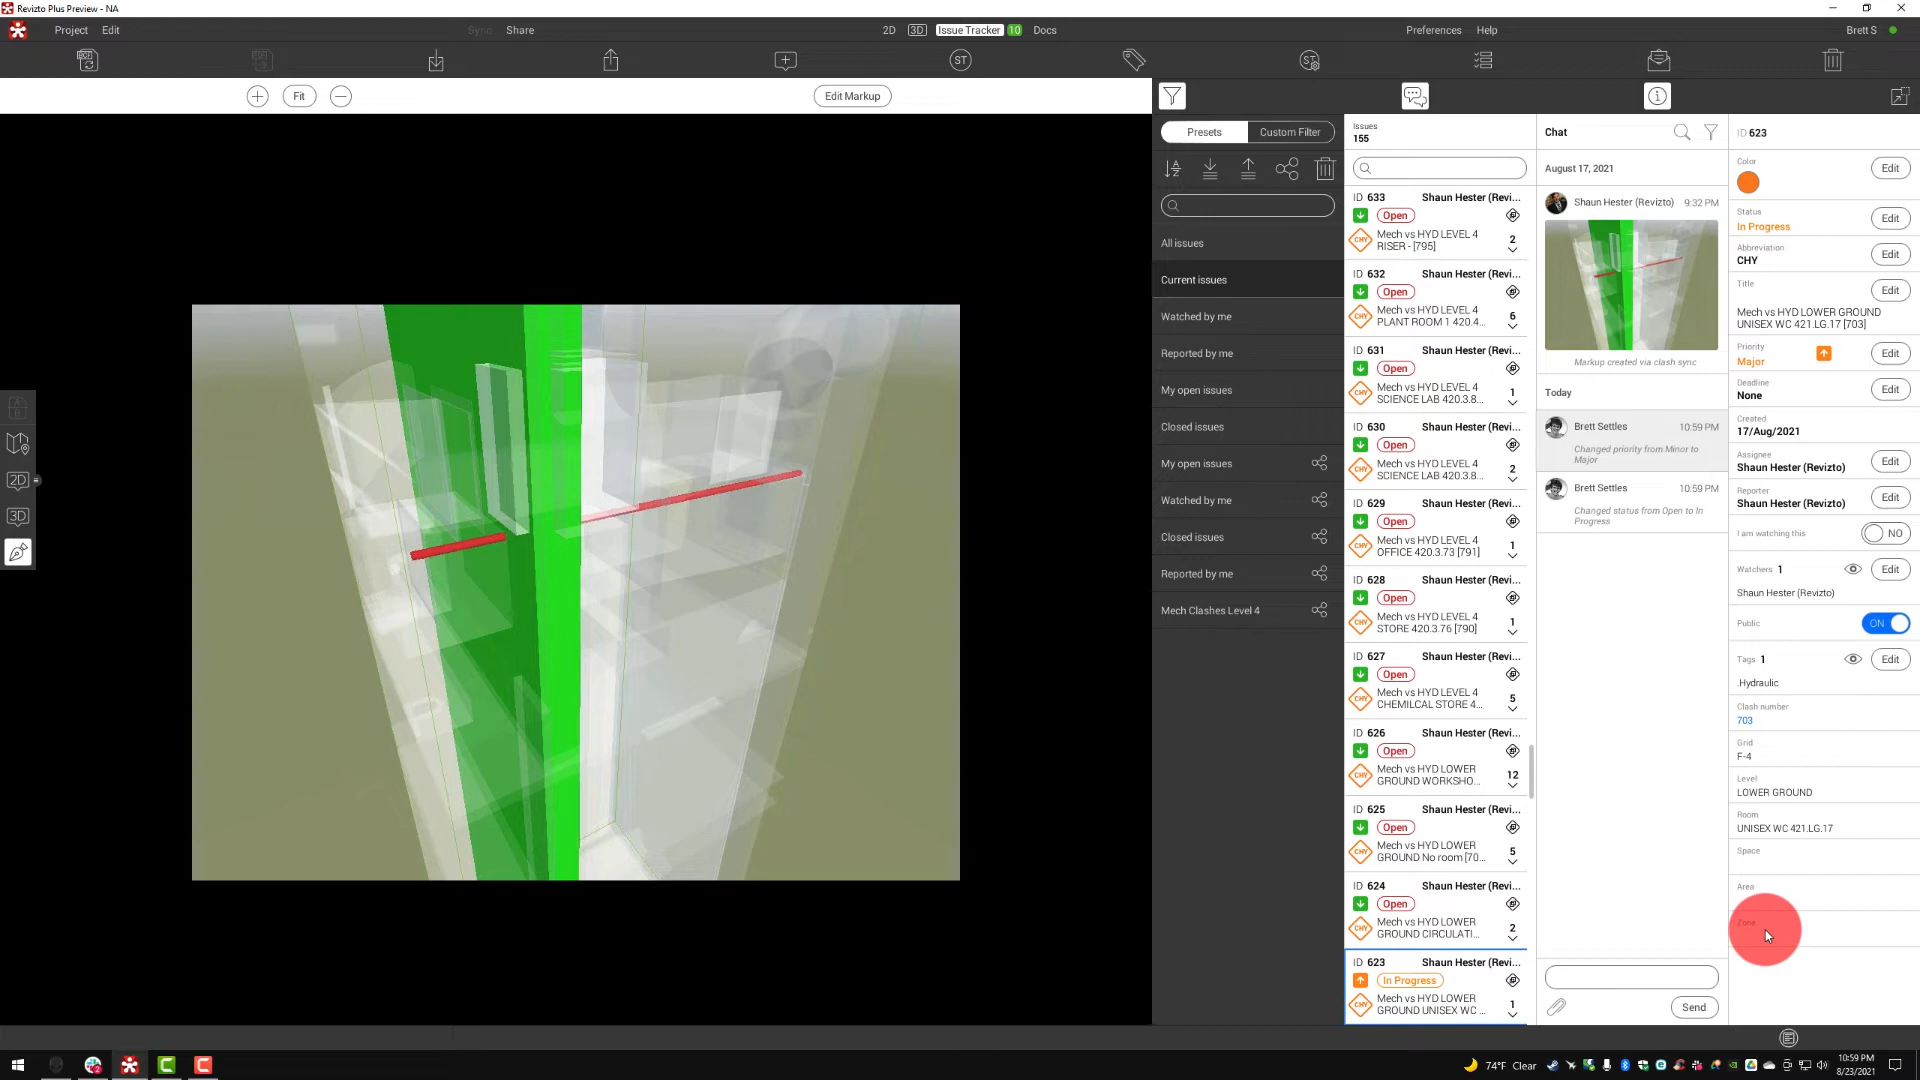 Revizto Plus Preview - NA
Project Edit Sync Share 2D 3D Issue Tracker 10 Docs Preferences Help Brett S
ST ST
Fit Edit Markup
Presets Custom Filter
All issues
Current issues
Watched by me
Reported by me
My open issues
Closed issues
My open issues
Watched by me
Closed issues
Reported by me
Mech Clashes Level 4
Issues
155
ID 633 Shaun Hester (Revi...
Open
CHY Mech vs HYD LEVEL 4
RISER - [795] 2
ID 632 Shaun Hester (Revi...
Open
CHY Mech vs HYD LEVEL 4
PLANT ROOM 1 420.4... 6
ID 631 Shaun Hester (Revi...
Open
CHY Mech vs HYD LEVEL 4
SCIENCE LAB 420.3.8... 1
ID 630 Shaun Hester (Revi...
Open
CHY Mech vs HYD LEVEL 4
SCIENCE LAB 420.3.8... 2
ID 629 Shaun Hester (Revi...
Open
CHY Mech vs HYD LEVEL 4
OFFICE 420.3.73 [791] 1
ID 628 Shaun Hester (Revi...
Open
CHY Mech vs HYD LEVEL 4
STORE 420.3.76 [790] 1
ID 627 Shaun Hester (Revi...
Open
CHY Mech vs HYD LEVEL 4
CHEMILCAL STORE 4... 5
ID 626 Shaun Hester (Revi...
Open
CHY Mech vs HYD LOWER
GROUND WORKSHO... 12
ID 625 Shaun Hester (Revi...
Open
CHY Mech vs HYD LOWER
GROUND No room [70... 5
ID 624 Shaun Hester (Revi...
Open
CHY Mech vs HYD LOWER
GROUND CIRCULATI... 2
ID 623 Shaun Hester (Revi...
In Progress
CHY Mech vs HYD LOWER
GROUND UNISEX WC ... 1
Chat
August 17, 2021
Shaun Hester (Revizto) 9:32 PM
Markup created via clash sync
Today
Brett Settles 10:59 PM
Changed priority from Minor to
Major
Brett Settles 10:59 PM
Changed status from Open to In
Progress
Send
ID 623
Color Edit
Status
In Progress Edit
Abbreviation
CHY Edit
Title Edit
Mech vs HYD LOWER GROUND
UNISEX WC 421.LG.17 [703]
Priority
Major Edit
Deadline
None Edit
Created
17/Aug/2021
Assignee
Shaun Hester (Revizto) Edit
Reporter
Shaun Hester (Revizto) Edit
I am watching this NO
Watchers 1 Edit
Shaun Hester (Revizto)
Public ON
Tags 1 Edit
.Hydraulic
Clash number
703
Grid
F-4
Level
LOWER GROUND
Room
UNISEX WC 421.LG.17
Space
Area
Zone
2D
3D
74°F Clear
10:59 PM
8/23/2021